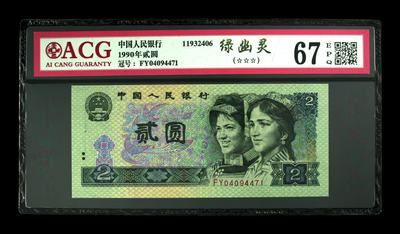 ACG
AI CANG GUARANTY
中国人民银行
1990年贰圆
冠号：FY04094471
11932406
绿幽灵
(☆☆☆)
67 EPQ
中国人民银行
2
贰圆
FY04094471
2
2